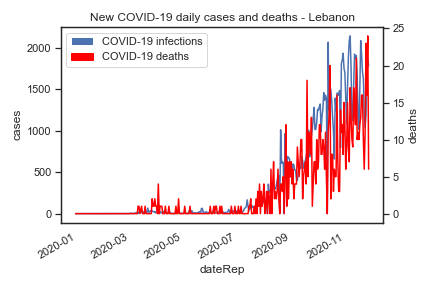 New COVID-19 daily cases and deaths - Lebanon
COVID-19 infections
COVID-19 deaths
cases
2000
1500
1000
500
0
deaths
25
20
15
10
5
0
2020-01
2020-03
2020-05
2020-07
2020-09
2020-11
dateRep